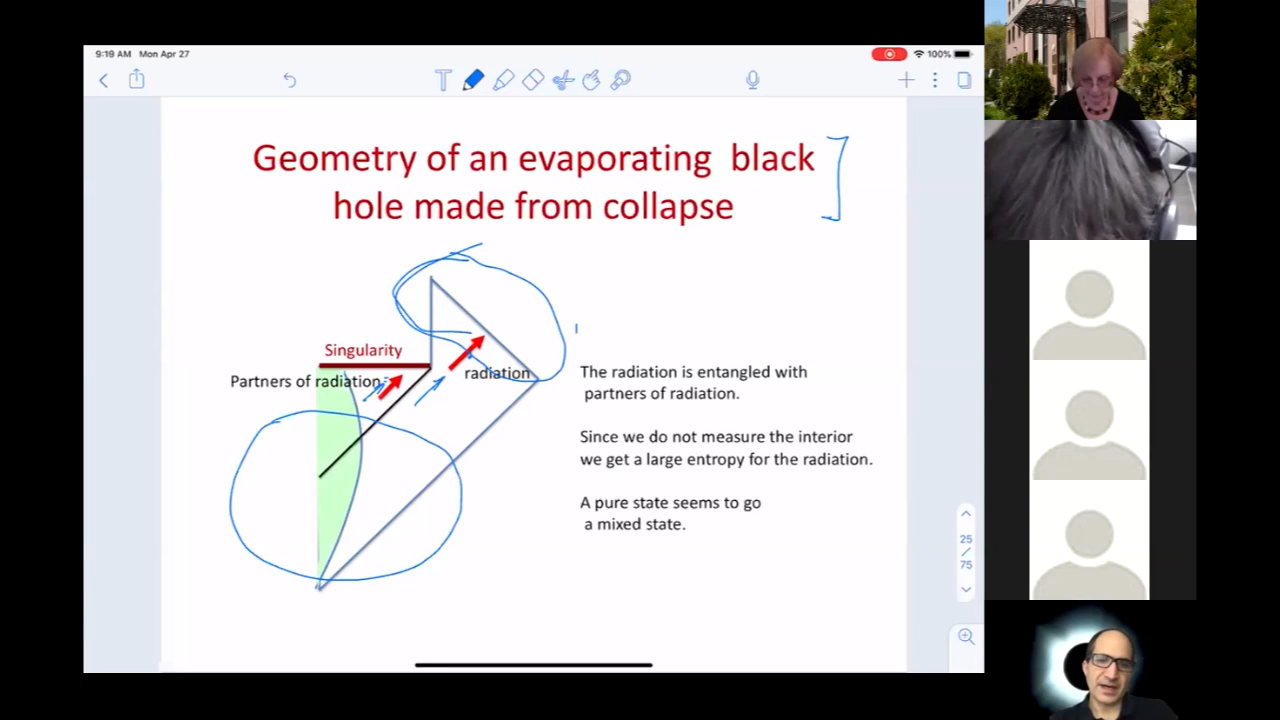 9:19 AM Mon Apr 27
100%
T
Geometry of an evaporating black
hole made from collapse
Singularity
Partners of radiation
radiation
The radiation is entangled with
partners of radiation.
Since we do not measure the interior
we get a large entropy for the radiation.
A pure state seems to go
a mixed state.
25
/
75